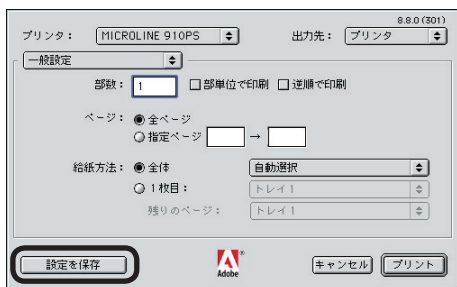 8.8.0 (301)
プリンタ： MICROLINE 910PS 出力先： プリンタ
一般設定
部数： 1 部単位で印刷 逆順で印刷
ページ： 全ページ
指定ページ →
給紙方法： 全体 自動選択
1枚目： トレイ1
残りのページ： トレイ1
設定を保存 Adobe キャンセル プリント